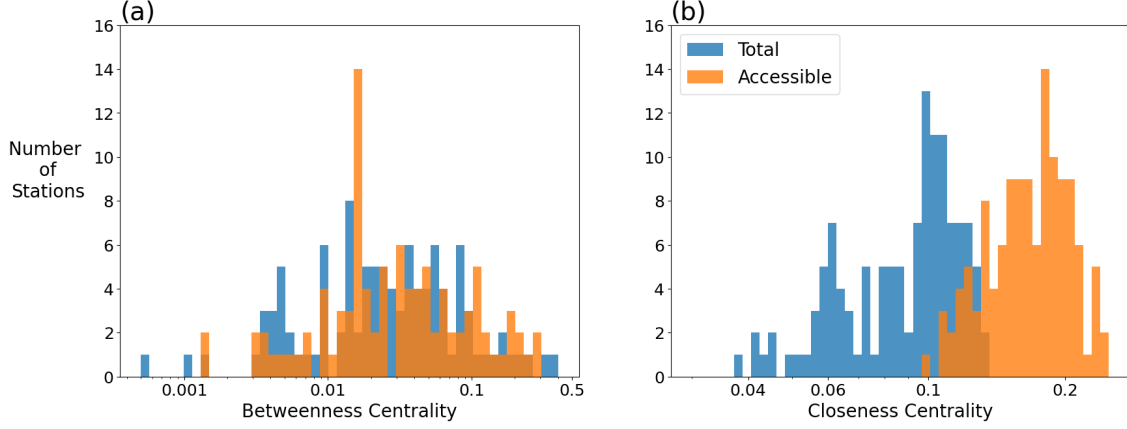 (a)
(b)
16
14
12
10
8
6
4
2
0
Number
of
Stations
0.001
0.01
0.1
0.5
Betweenness Centrality
16
14
12
10
8
6
4
2
0
Total
Accessible
0.04
0.06
0.1
0.2
Closeness Centrality